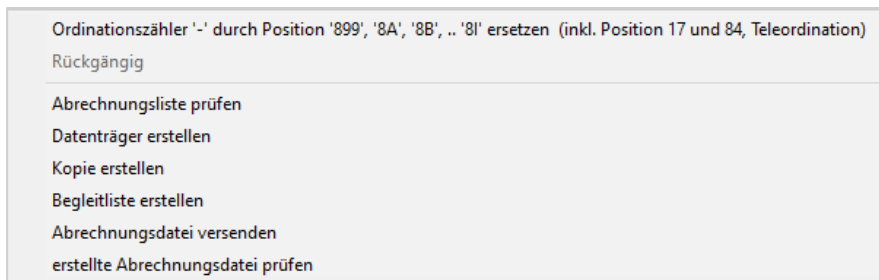 Ordinationszähler '-' durch Position '899', '8A', '8B', .. '8I' ersetzen  (inkl. Position 17 und 84, Teleordination)
Rückgängig
Abrechnungsliste prüfen
Datenträger erstellen
Kopie erstellen
Begleitliste erstellen
Abrechnungsdatei versenden
erstellte Abrechnungsdatei prüfen